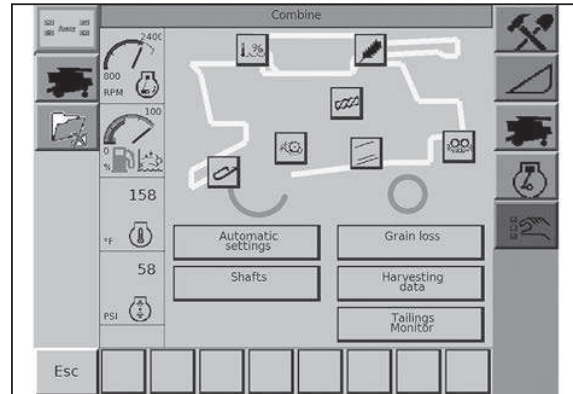 Combine
2400
800
RPM
100
0
%
158
°F
58
PSI
%
Automatic
settings
Grain loss
Shafts
Harvesting
data
Tailings
Monitor
Esc